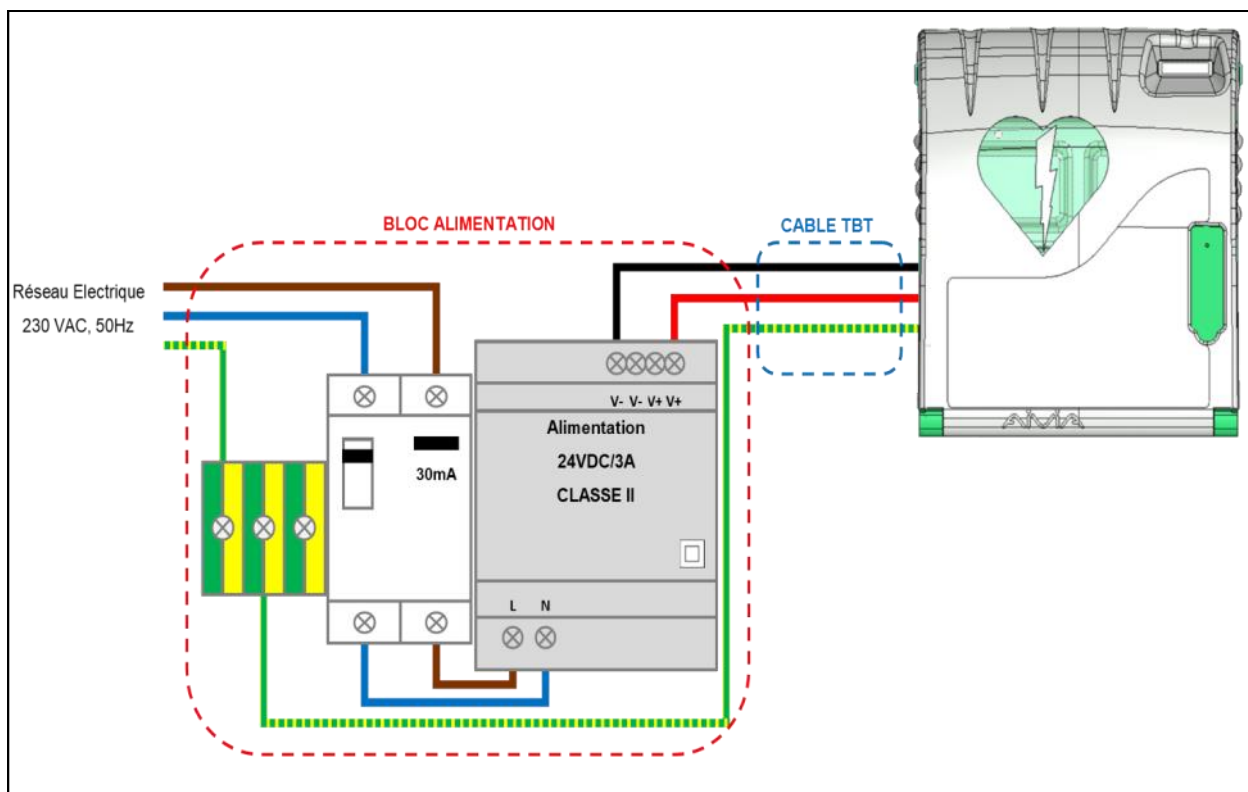 BLOC ALIMENTATION
CABLE TBT
Réseau Electrique
230 VAC, 50Hz
V- V- V+ V+
Alimentation
24VDC/3A
CLASSE II
30mA
L N